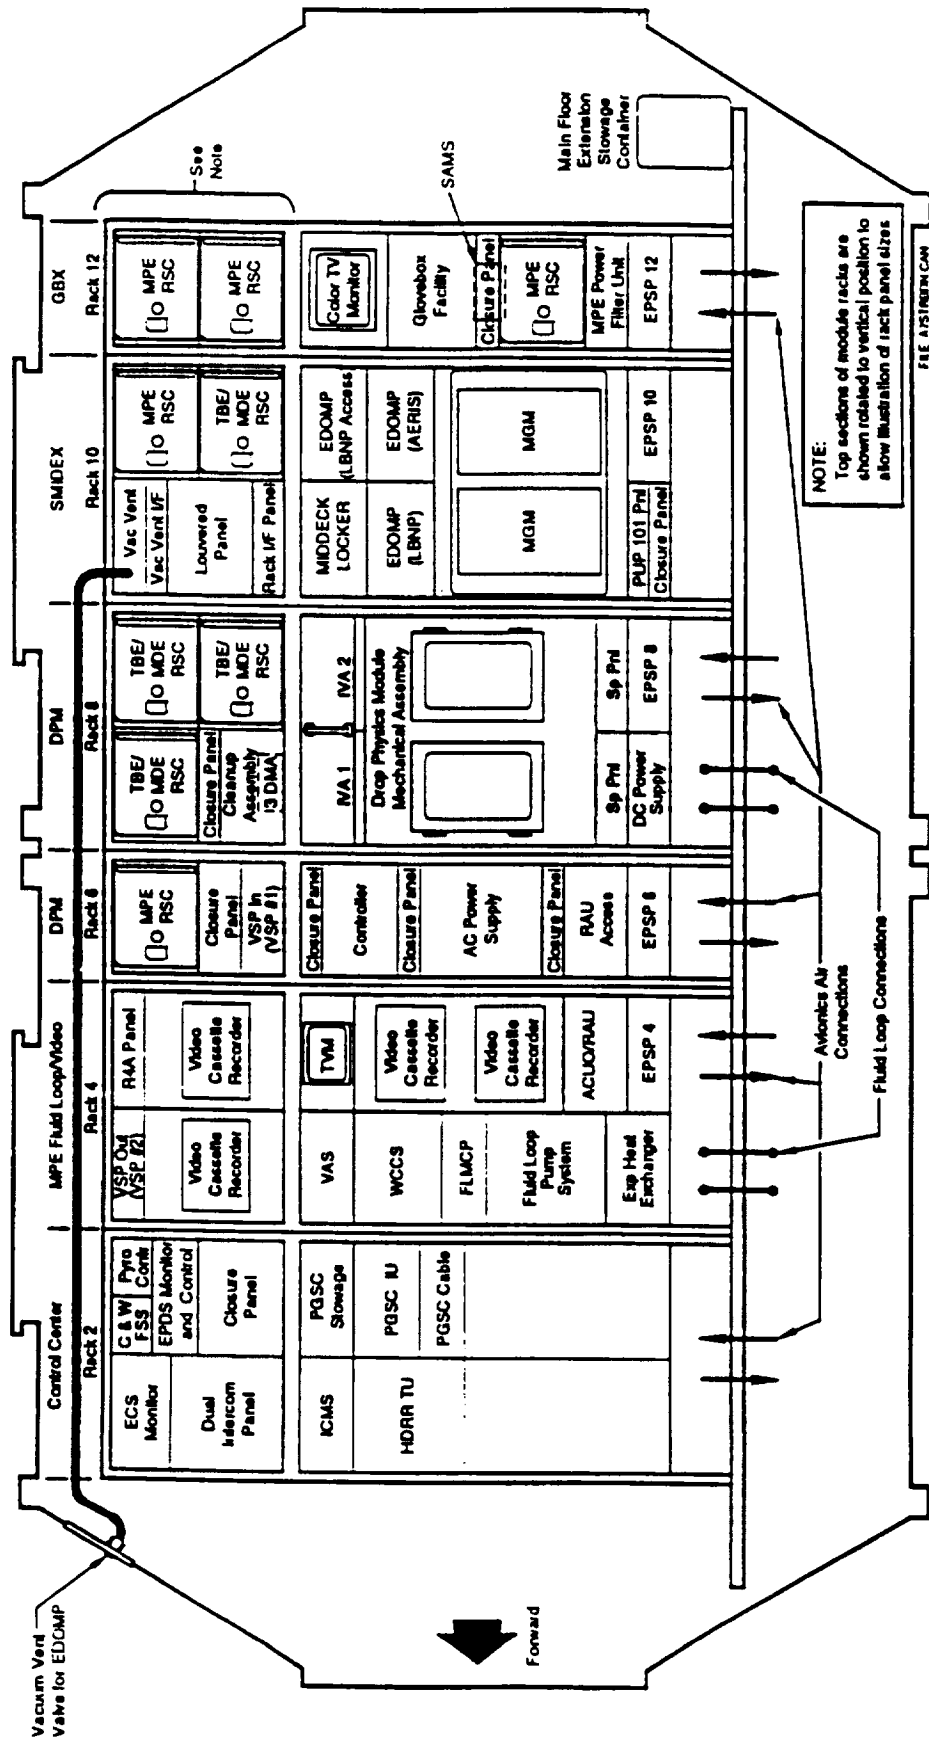 Vacuum Vent
Valve for EDOMP
Control Center
Rack 2
MPE Fluid Loop/Video
Rack 4
DPM
Rack 6
DPM
Rack 8
SMIDEX
Rack 10
GBX
Rack 12
See
Note
ECS
Monitor
C & W
FSS
Pyro
Contr
EPDS Monitor
and Control
Dual
Intercom
Panel
Closure
Panel
ICMS
PGSC
Stowage
HDRR TU
PGSC IU
PGSC Cable
VSP Out
(VSP #2)
R4A Panel
Video
Cassette
Recorder
Video
Cassette
Recorder
VAS
TVM
WCCS
Video
Cassette
Recorder
FLMCP
Fluid Loop
Pump
System
Video
Cassette
Recorder
Exp Heat
Exchanger
ACUO/RAU
EPSP 4
MPE
RSC
Closure
Panel
VSP In
(VSP #1)
Closure Panel
Controller
Closure Panel
AC Power
Supply
Closure Panel
RAU
Access
EPSP 6
TBE/
MDE
RSC
TBE/
MDE
RSC
Closure Panel
Cleanup
Assembly
13 DMA
TBE/
MDE
RSC
IVA 1
IVA 2
Drop Physics Module
Mechanical Assembly
Sp Pnl
Sp Pnl
DC Power
Supply
EPSP 8
Vac Vent
Vac Vent I/F
Louvered
Panel
Rack I/F Panel
MPE
RSC
TBE/
MDE
RSC
MIDDECK
LOCKER
EDOMP
(LBNP Access)
EDOMP
(LBNP)
EDOMP
(AERIS)
MGM
MGM
PUP 101 Pnl
Closure Panel
EPSP 10
MPE
RSC
MPE
RSC
Color TV
Monitor
Glovebox
Facility
Closure Panel
MPE
RSC
MPE Power
Filter Unit
EPSP 12
SAMS
Main Floor
Extension
Stowage
Container
Forward
Avionics Air
Connections
Fluid Loop Connections
NOTE:
Top sections of module racks are
shown rotated to vertical position to
allow illustration of rack panel sizes